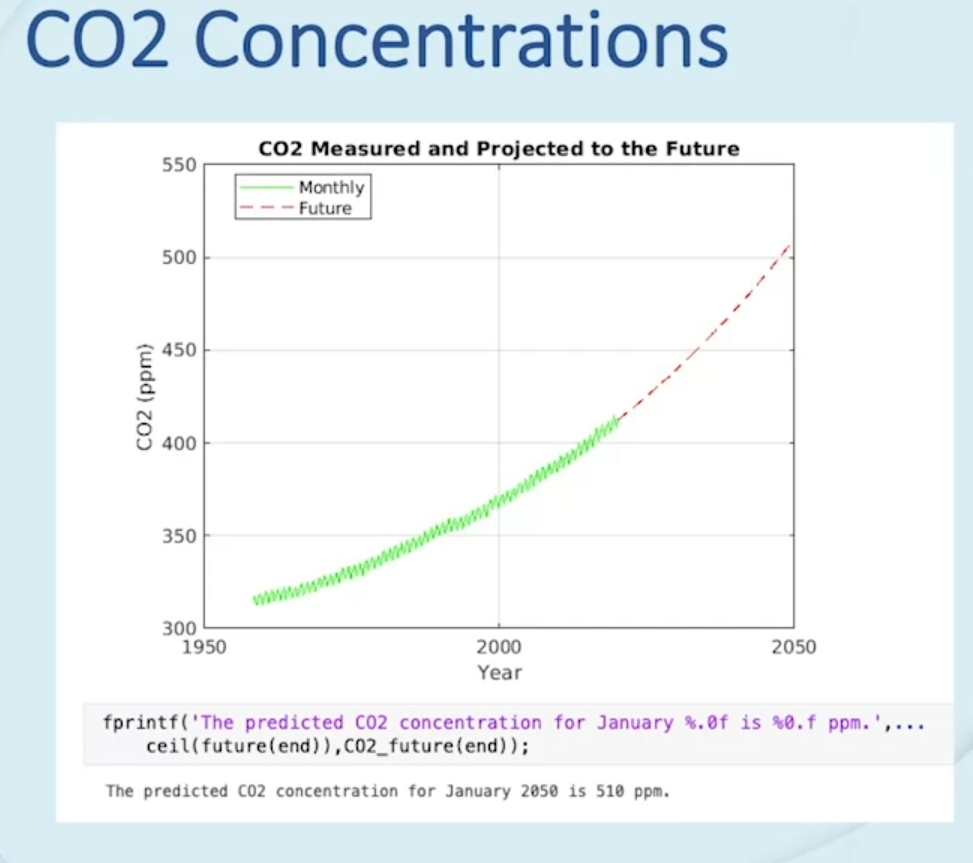 CO2 Concentrations
CO2 Measured and Projected to the Future
550
500
450
400
350
300
CO2 (ppm)
Monthly
Future
1950
2000
2050
Year
fprintf('The predicted CO2 concentration for January %.0f is %0.f ppm.',...
ceil(future(end)),CO2_future(end));
The predicted CO2 concentration for January 2050 is 510 ppm.